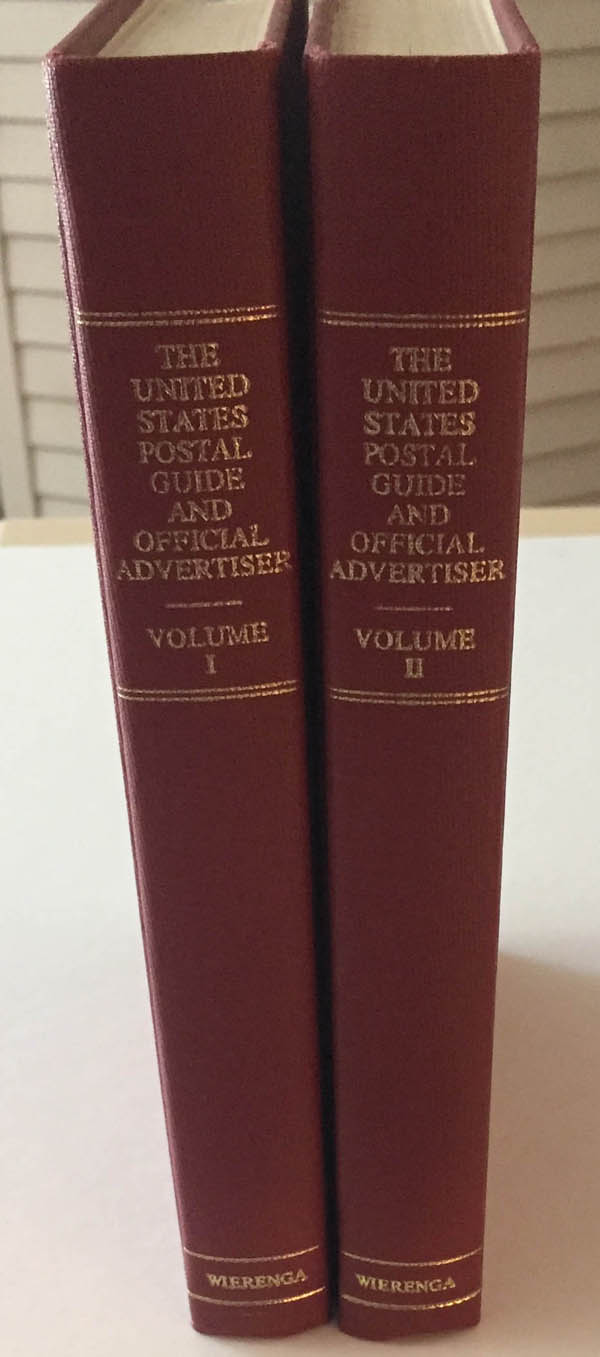 THE
UNITED
STATES
POSTAL
GUIDE
AND
OFFICIAL
ADVERTISER
VOLUME
I
WIERENGA
THE
UNITED
STATES
POSTAL
GUIDE
AND
OFFICIAL
ADVERTISER
VOLUME
II
WIERENGA